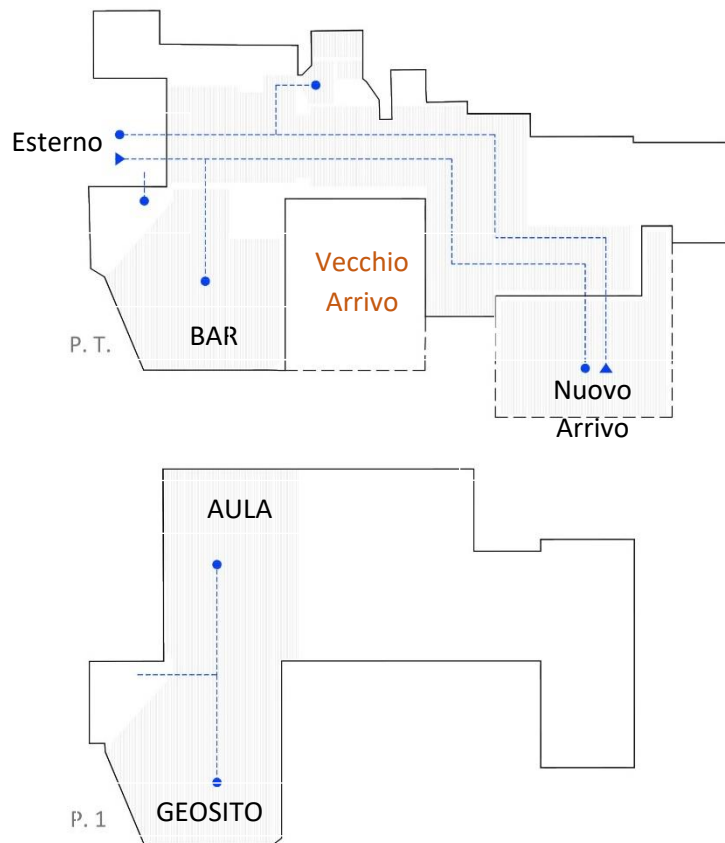 Esterno
Vecchio
Arrivo
BAR
P. T.
Nuovo
Arrivo
AULA
GEOSITO
P. 1